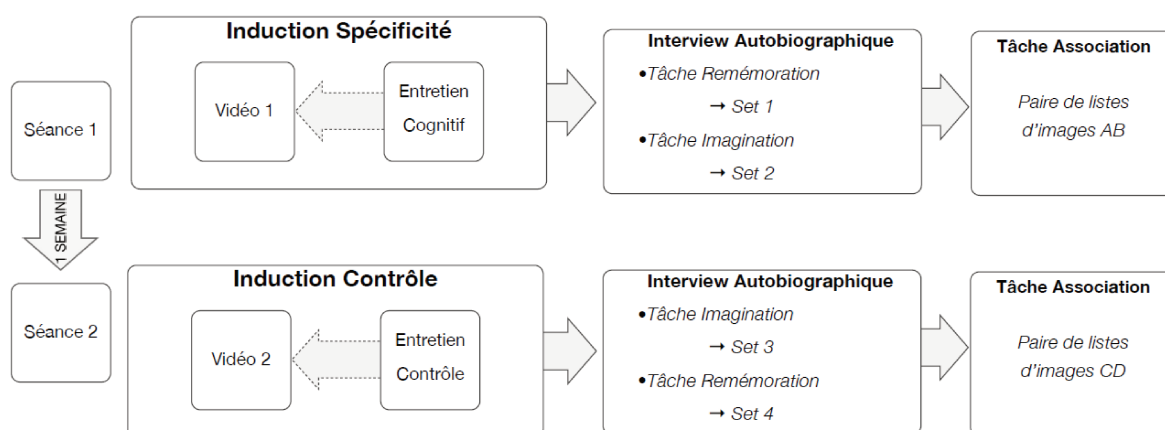 Séance 1
Induction Spécificité
Vidéo 1
Entretien
Cognitif
Interview Autobiographique
•Tâche Remémoration
→ Set 1
•Tâche Imagination
→ Set 2
Tâche Association
Paire de listes
d'images AB
1 SEMAINE
Séance 2
Induction Contrôle
Vidéo 2
Entretien
Contrôle
Interview Autobiographique
•Tâche Imagination
→ Set 3
•Tâche Remémoration
→ Set 4
Tâche Association
Paire de listes
d'images CD